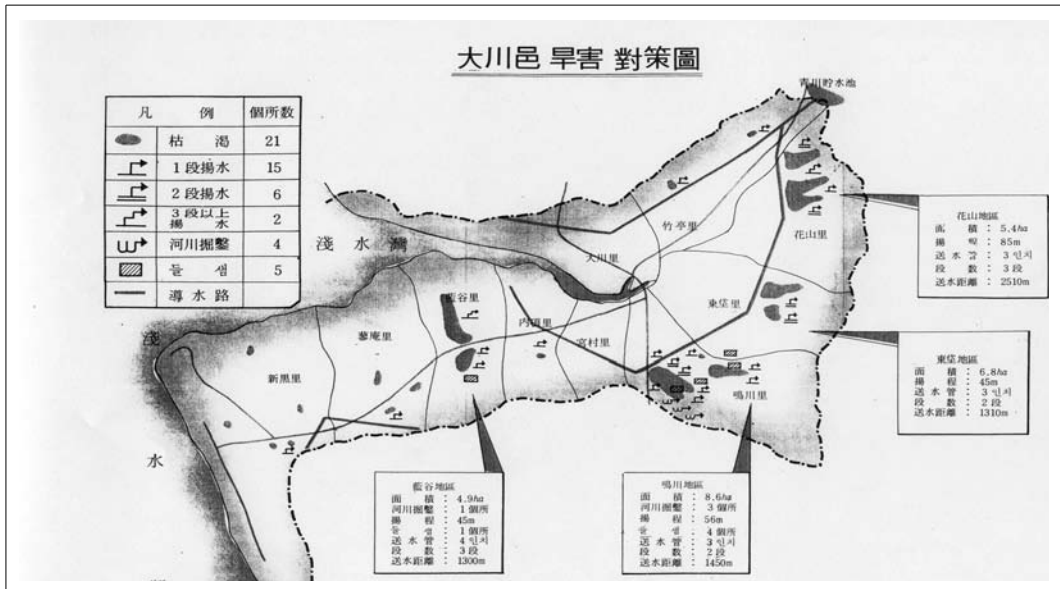 大川邑 旱害 對策圖
凡 例 個所数
枯渴 21
1段揚水 15
2段揚水 6
3段以上揚水 2
河川掘鑿 4
들샘 5
導水路
青川貯水池
竹亭里
花山里
大川里
淺水灣
東垈里
藍谷里
內項里
宮村里
蓼庵里
新黑里
鳴川里
淺
水
花山地區
面積 : 5.4ha
揚程 : 85m
送水管 : 3인치
段数 : 3段
送水距離 : 2510m
東垈地區
面積 : 6.8ha
揚程 : 45m
送水管 : 3인치
段数 : 2段
送水距離 : 1310m
藍谷地區
面積 : 4.9ha
河川掘鑿 : 1個所
揚程 : 45m
들샘 : 1個所
送水管 : 4인치
段数 : 3段
送水距離 : 1300m
鳴川地區
面積 : 8.6ha
河川掘鑿 : 3個所
揚程 : 56m
들샘 : 4個所
送水管 : 3인치
段数 : 2段
送水距離 : 1450m